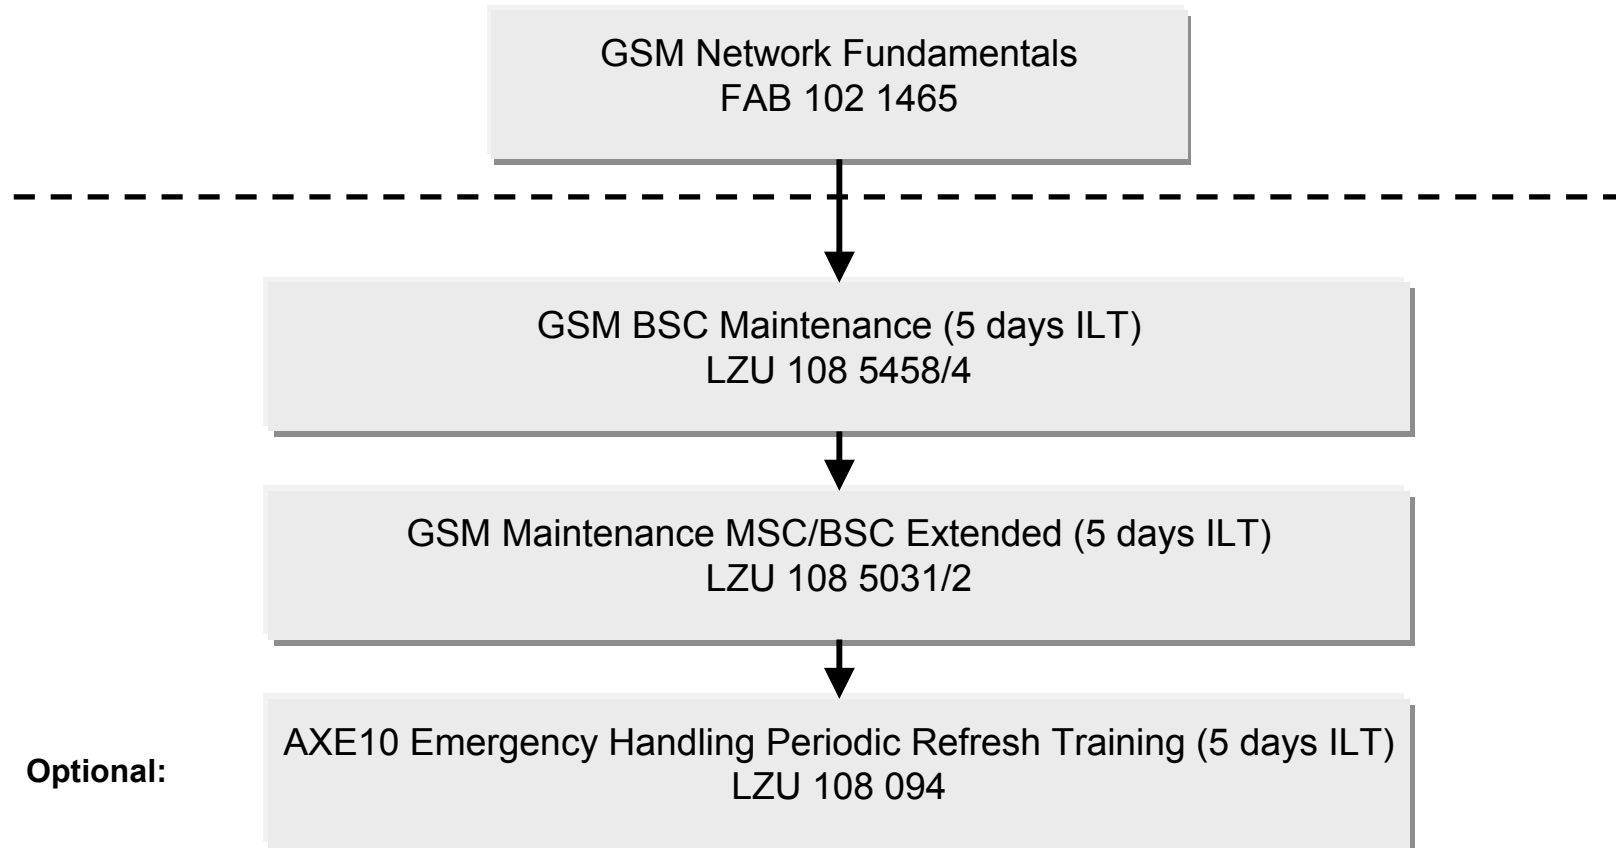 GSM Network Fundamentals
FAB 102 1465
GSM BSC Maintenance (5 days ILT)
LZU 108 5458/4
GSM Maintenance MSC/BSC Extended (5 days ILT)
LZU 108 5031/2
Optional:
AXE10 Emergency Handling Periodic Refresh Training (5 days ILT)
LZU 108 094